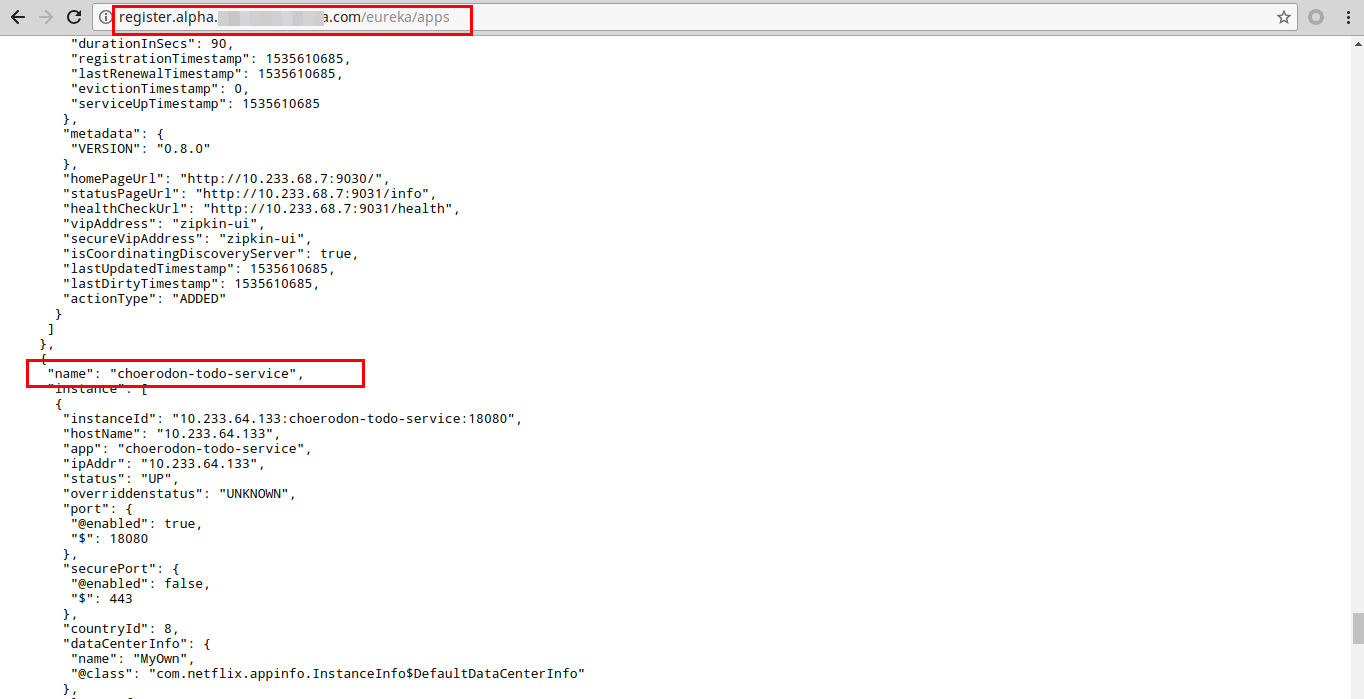 register.alpha.a.com/eureka/apps
"durationInSecs": 90,
"registrationTimestamp": 1535610685,
"lastRenewalTimestamp": 1535610685,
"evictionTimestamp": 0,
"serviceUpTimestamp": 1535610685
},
"metadata": {
"VERSION": "0.8.0"
},
"homePageUrl": "http://10.233.68.7:9030/",
"statusPageUrl": "http://10.233.68.7:9031/info",
"healthCheckUrl": "http://10.233.68.7:9031/health",
"vipAddress": "zipkin-ui",
"secureVipAddress": "zipkin-ui",
"isCoordinatingDiscoveryServer": true,
"lastUpdatedTimestamp": 1535610685,
"lastDirtyTimestamp": 1535610685,
"actionType": "ADDED"
}
]
},
{
"name": "choerodon-todo-service",
"instance": [
{
"instanceId": "10.233.64.133:choerodon-todo-service:18080",
"hostName": "10.233.64.133",
"app": "choerodon-todo-service",
"ipAddr": "10.233.64.133",
"status": "UP",
"overriddenstatus": "UNKNOWN",
"port": {
"@enabled": true,
"$": 18080
},
"securePort": {
"@enabled": false,
"$": 443
},
"countryId": 8,
"dataCenterInfo": {
"name": "MyOwn",
"@class": "com.netflix.appinfo.InstanceInfo$DefaultDataCenterInfo"
},